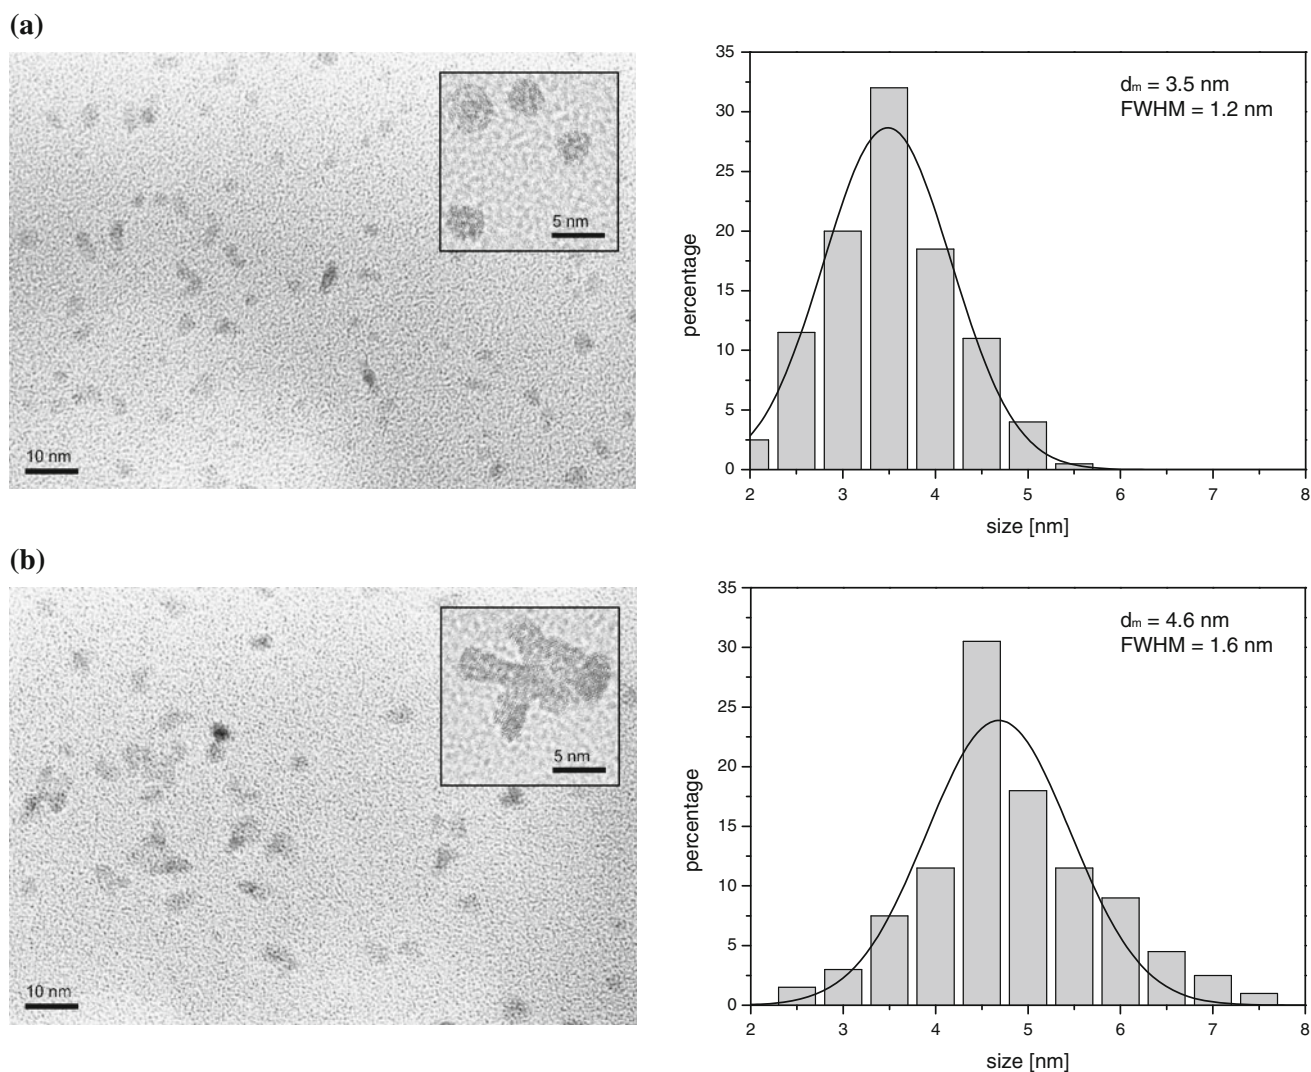 (a)
5 nm
10 nm
dm = 3.5 nm
FWHM = 1.2 nm
35
30
25
20
15
10
5
0
percentage
2 3 4 5 6 7 8
size [nm]
(b)
5 nm
10 nm
dm = 4.6 nm
FWHM = 1.6 nm
35
30
25
20
15
10
5
0
percentage
2 3 4 5 6 7 8
size [nm]